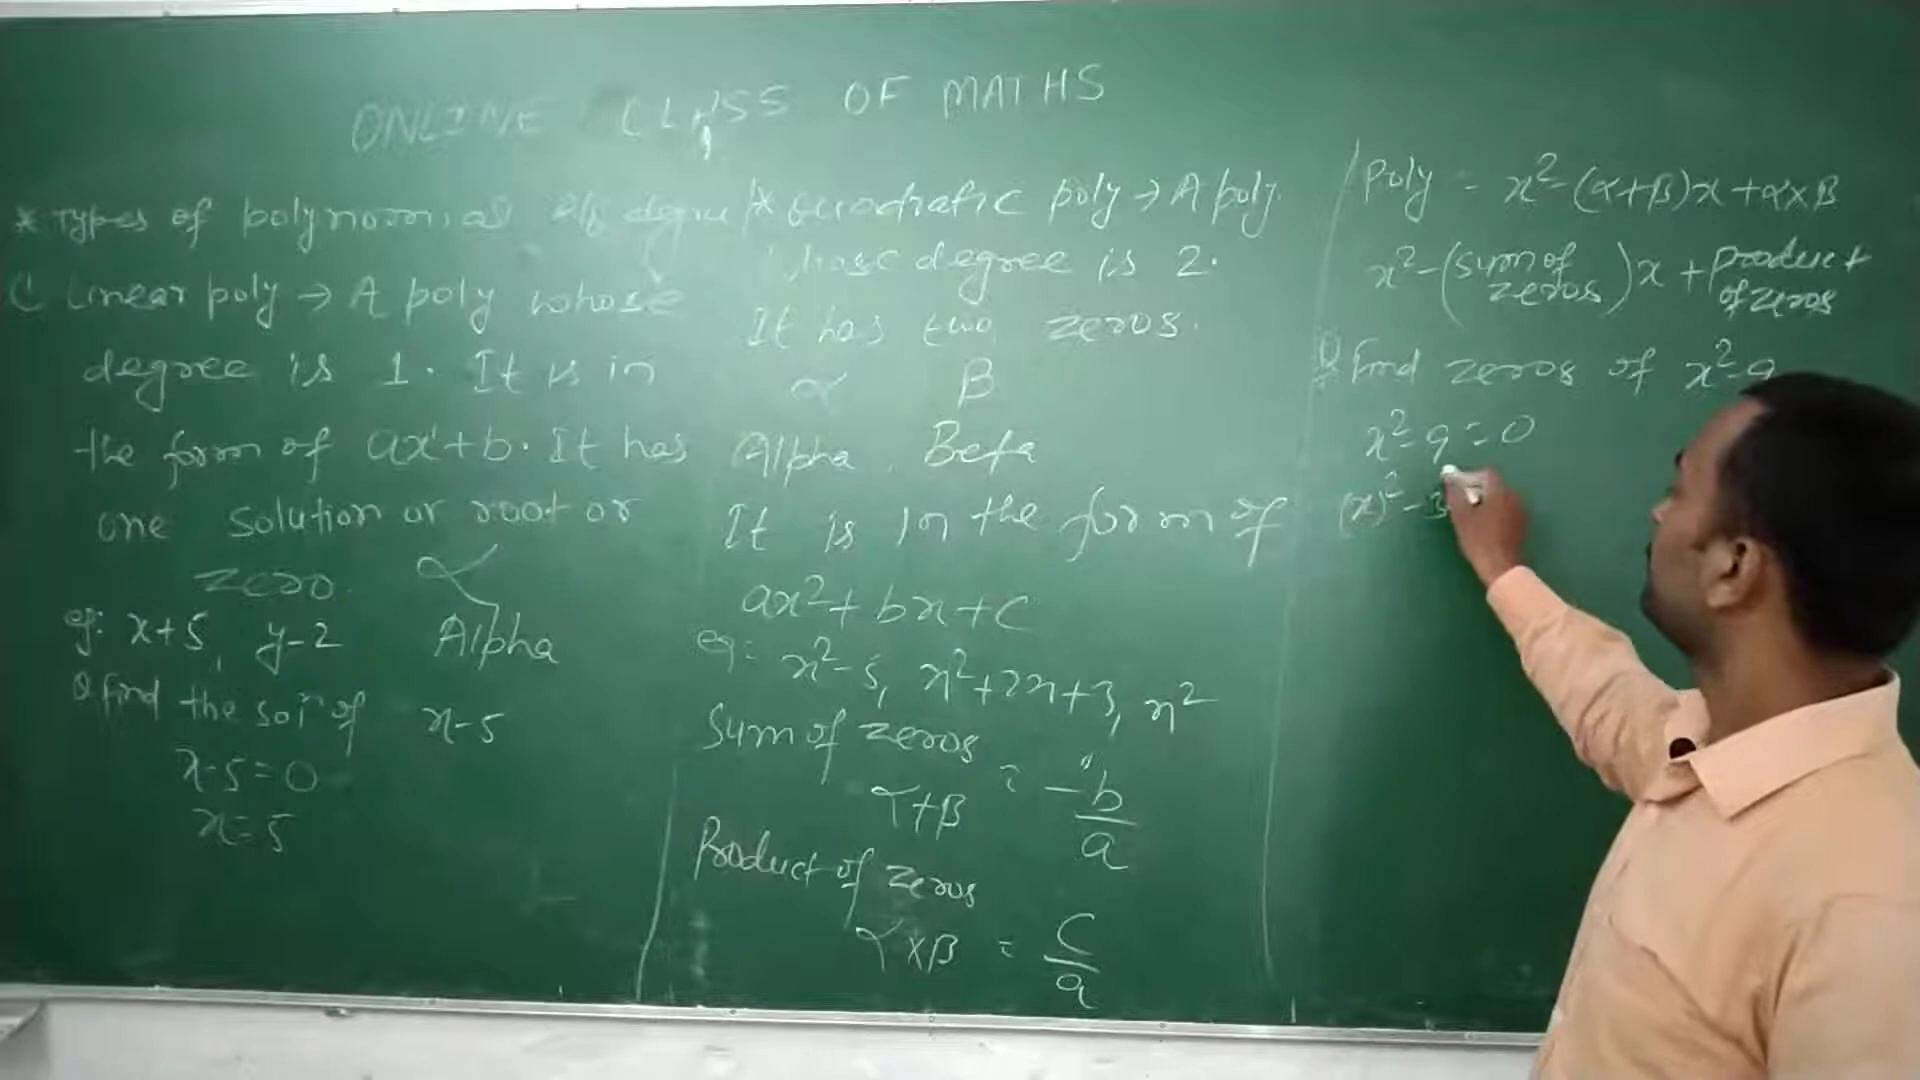 ONLINE CLASS OF MATHS
* Types of polynomial degree
( Linear poly → A poly whose
degree is 1. It is in
the form of ax¹+b. It has
one solution or root or
zero. α
eg: x+5, y-2 Alpha
Q find the sol of x-5
x-5=0
x=5
* Quadratic poly → A poly.
whose degree is 2.
It has two zeros.
α β
Alpha, Beta
It is in the form of
ax²+bx+c
eg:- x²-5, x²+2x+3, x²
Sum of zeros
α+β = -b/a
Product of zeros
α×β = c/a
Poly = x²-(α+β)x+α×β
x²-(sum of zeros)x + product of zeros
Q Find zeros of x²-9
x²-9=0
(x)²-3